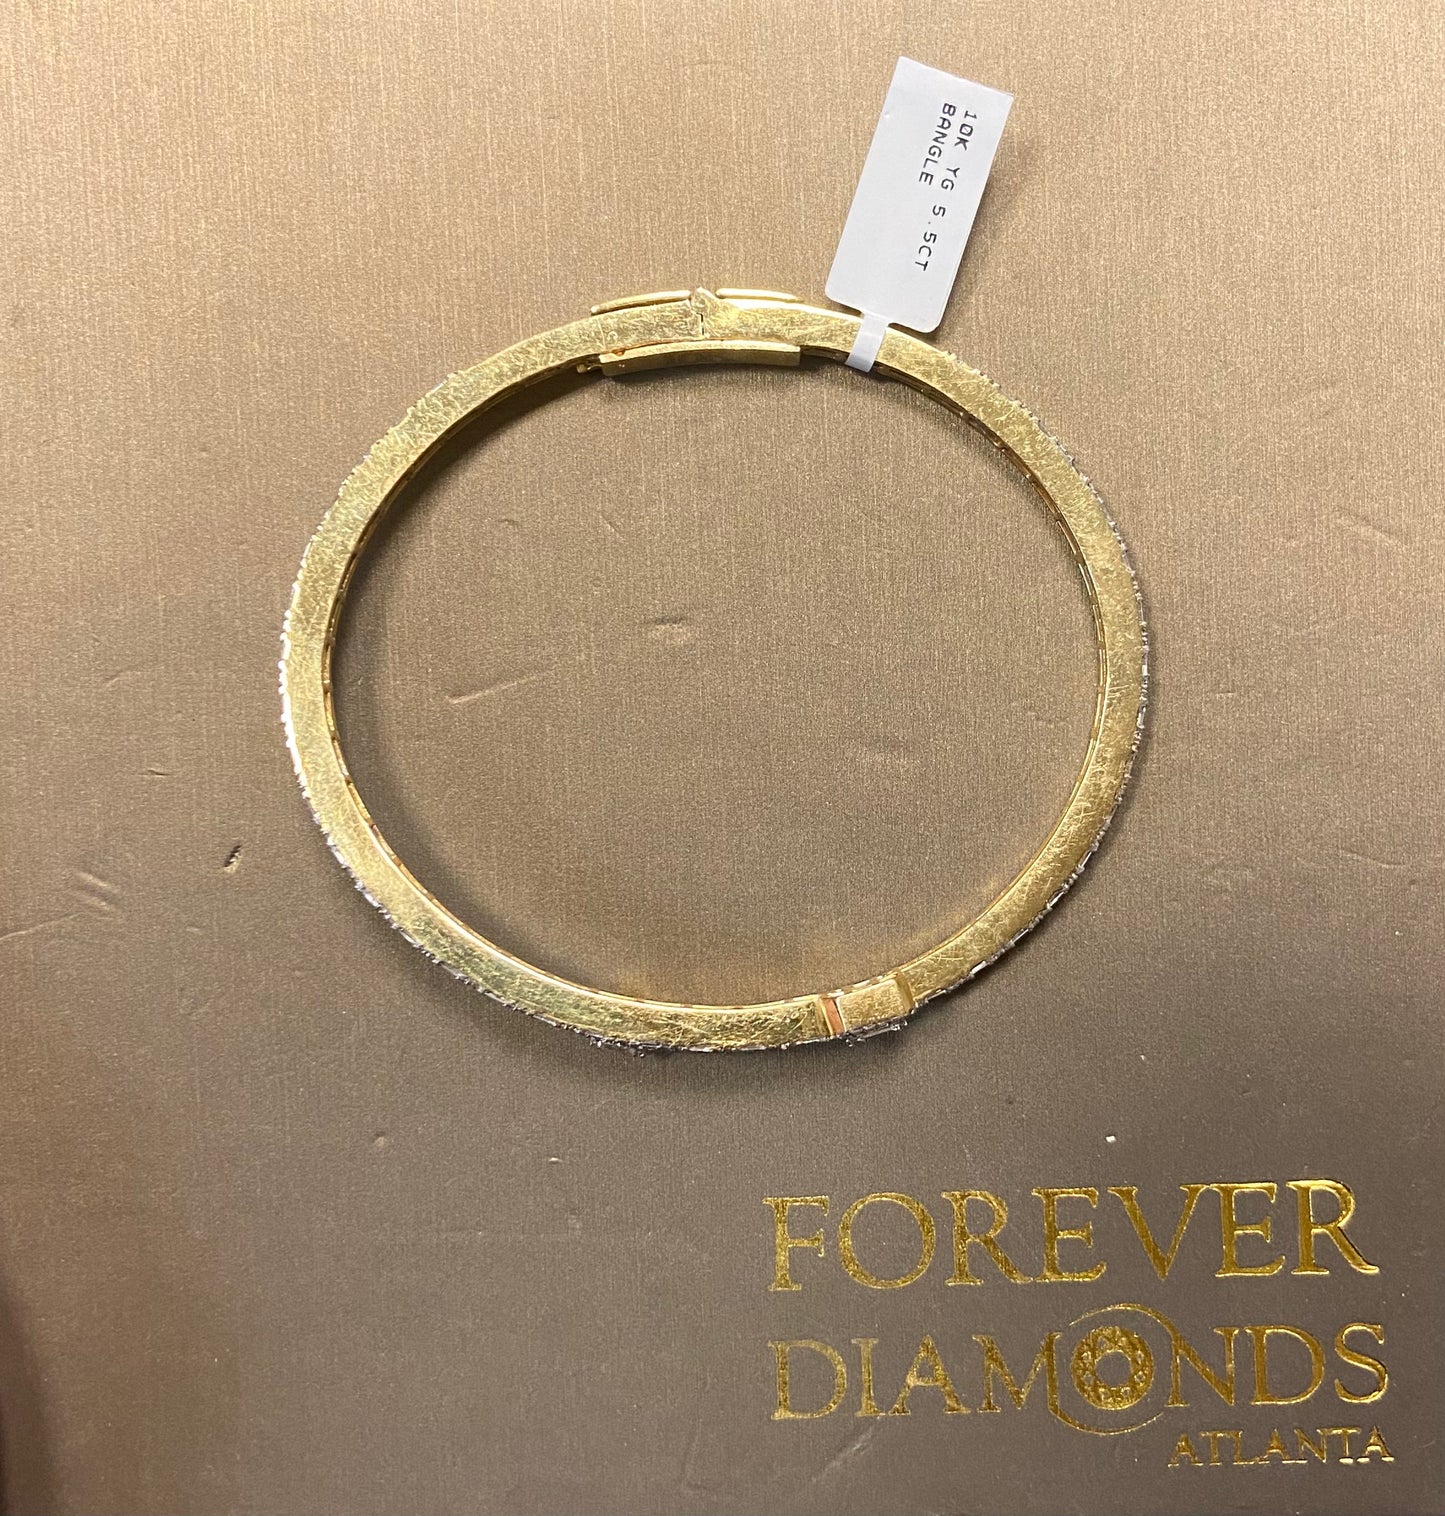 10K YG 5.5CT
BANGLE
FOREVER
DIAMONDS
ATLANTA